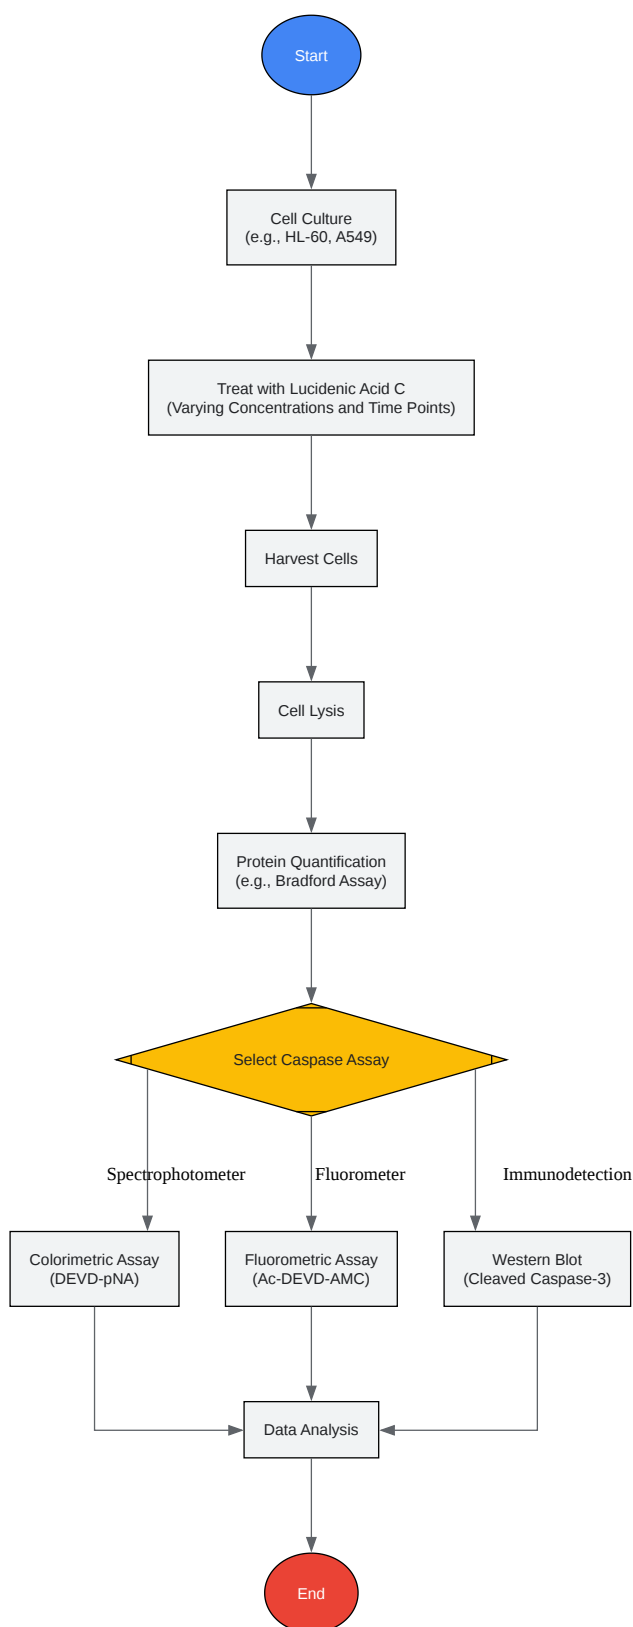 Start
Cell Culture
(e.g., HL-60, A549)
Treat with Lucidenic Acid C
(Varying Concentrations and Time Points)
Harvest Cells
Cell Lysis
Protein Quantification
(e.g., Bradford Assay)
Select Caspase Assay
Spectrophotometer
Fluorometer
Immunodetection
Colorimetric Assay
(DEVD-pNA)
Fluorometric Assay
(Ac-DEVD-AMC)
Western Blot
(Cleaved Caspase-3)
Data Analysis
End